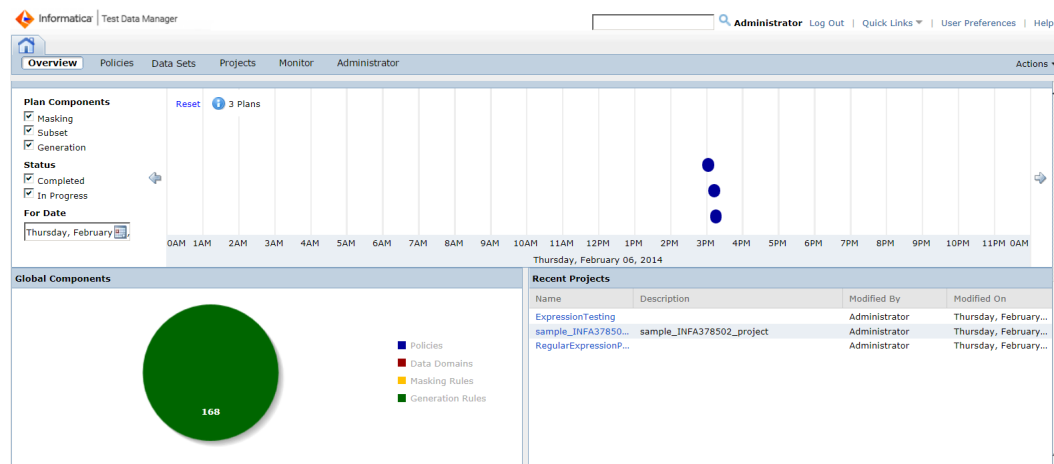 Informatica Test Data Manager
Administrator Log Out | Quick Links | User Preferences | Help
Overview Policies Data Sets Projects Monitor Administrator Actions
Plan Components
Masking
Subset
Generation
Status
Completed
In Progress
For Date
Thursday, February
Reset 3 Plans
0AM 1AM 2AM 3AM 4AM 5AM 6AM 7AM 8AM 9AM 10AM 11AM 12PM 1PM 2PM 3PM 4PM 5PM 6PM 7PM 8PM 9PM 10PM 11PM 0AM
Thursday, February 06, 2014
Global Components
168
Policies
Data Domains
Masking Rules
Generation Rules
Recent Projects
Name Description Modified By Modified On
ExpressionTesting Administrator Thursday, February...
sample_INFA37850... sample_INFA378502_project Administrator Thursday, February...
RegularExpressionP... Administrator Thursday, February...